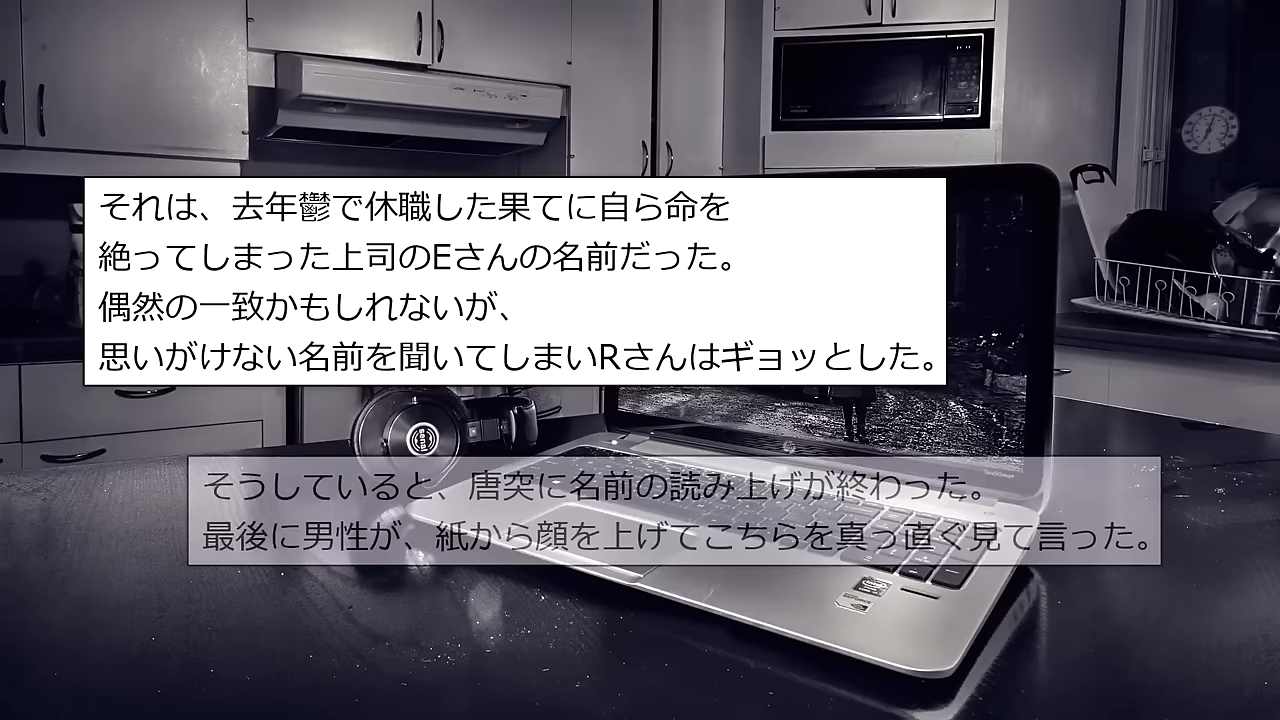 それは、去年鬱で休職した果てに自ら命を
絶ってしまった上司のEさんの名前だった。
偶然の一致かもしれないが、
思いがけない名前を聞いてしまいRさんはギョッとした。
そうしていると、唐突に名前の読み上げが終わった。
最後に男性が、紙から顔を上げてこちらを真っ直ぐ見て言った。